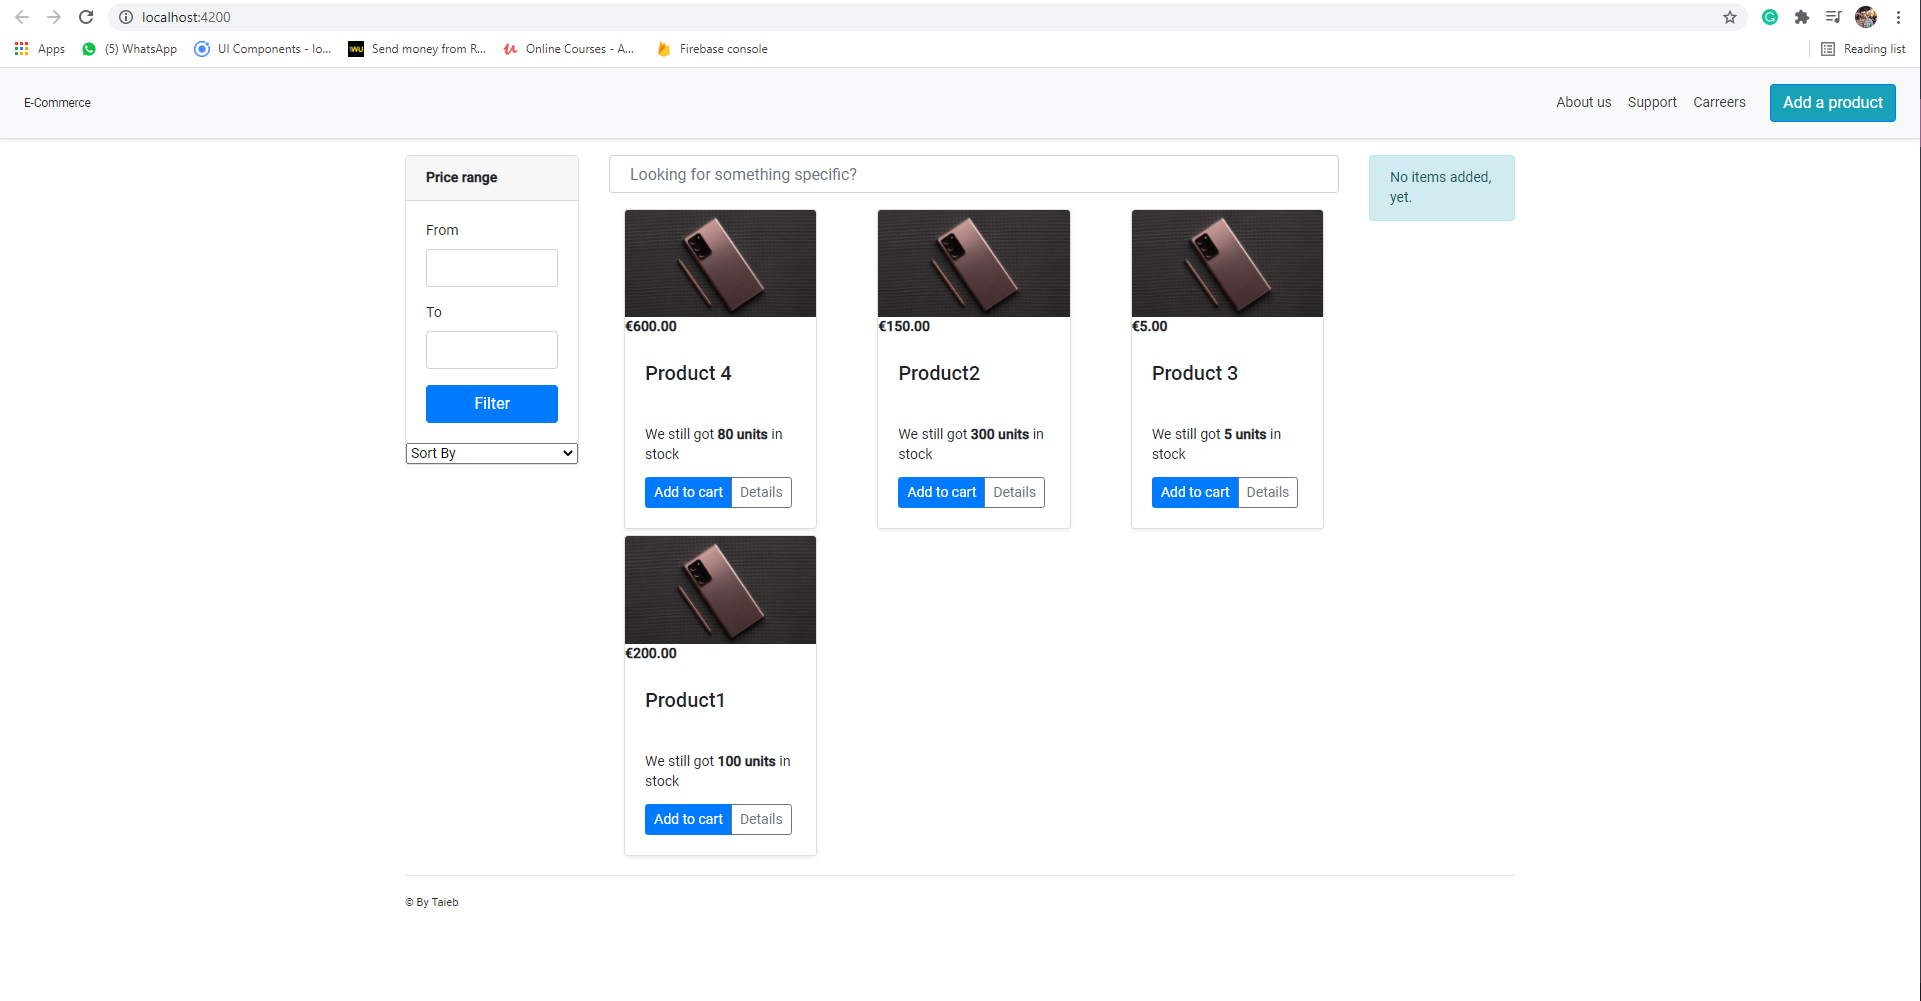 localhost:4200
Apps
(5) WhatsApp
UI Components - Io...
WU
Send money from R...
Online Courses - A...
Firebase console
Reading list
E-Commerce
About us
Support
Carreers
Add a product
Price range
From
To
Filter
Sort By
Looking for something specific?
€600.00
Product 4
We still got 80 units in
stock
Add to cart
Details
€150.00
Product2
We still got 300 units in
stock
Add to cart
Details
€5.00
Product 3
We still got 5 units in
stock
Add to cart
Details
€200.00
Product1
We still got 100 units in
stock
Add to cart
Details
No items added,
yet.
© By Taieb